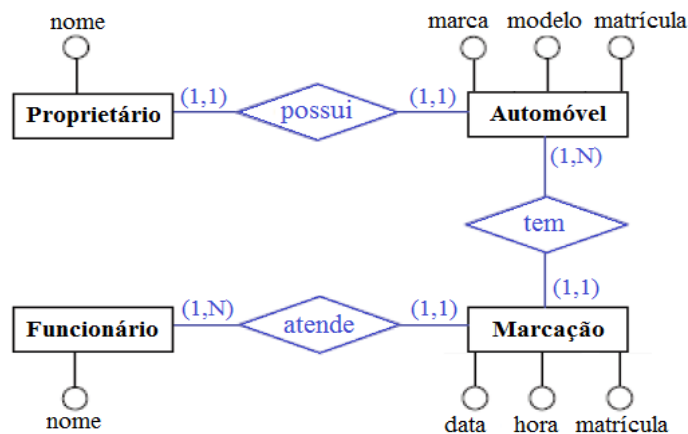 nome
marca modelo matrícula
Proprietário (1,1) possui (1,1) Automóvel
(1,N)
tem
(1,1)
Funcionário (1,N) atende (1,1) Marcação
nome
data hora matrícula